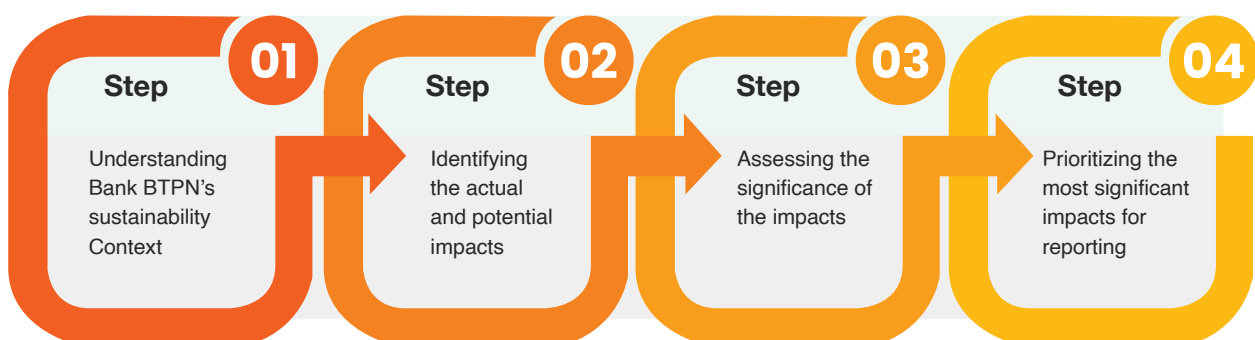 01
Step
Understanding
Bank BTPN’s
sustainability
Context
02
Step
Identifying
the actual
and potential
impacts
03
Step
Assessing the
significance of
the impacts
04
Step
Prioritizing the
most significant
impacts for
reporting